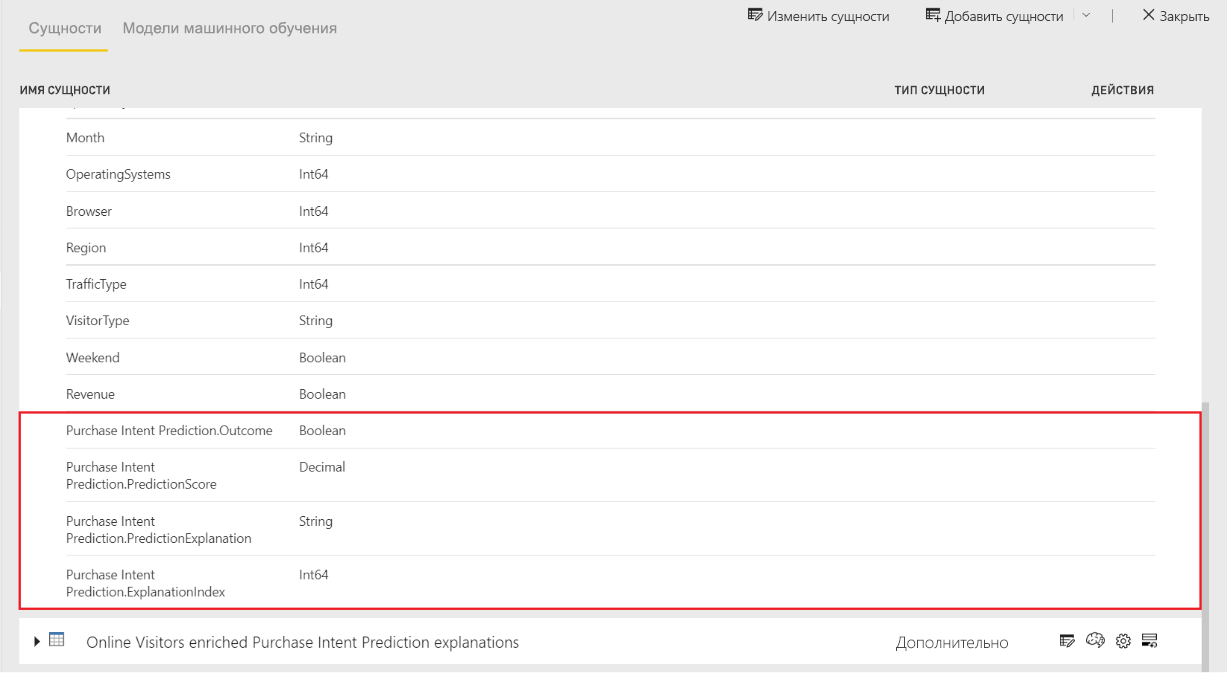 Изменить сущности Добавить сущности Закрыть
Сущности Модели машинного обучения
ИМЯ СУЩНОСТИ ТИП СУЩНОСТИ ДЕЙСТВИЯ
Month String
OperatingSystems Int64
Browser Int64
Region Int64
TrafficType Int64
VisitorType String
Weekend Boolean
Revenue Boolean
Purchase Intent Prediction.Outcome Boolean
Purchase Intent Decimal
Prediction.PredictionScore
Purchase Intent String
Prediction.PredictionExplanation
Purchase Intent Int64
Prediction.ExplanationIndex
Online Visitors enriched Purchase Intent Prediction explanations Дополнительно